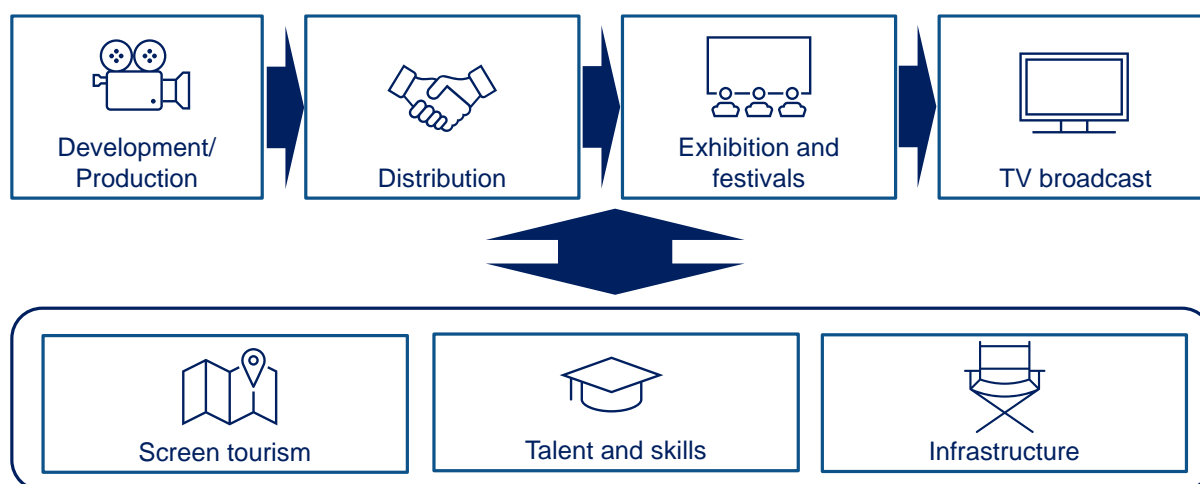 Development/
Production
Distribution
Exhibition and
festivals
TV broadcast
Screen tourism
Talent and skills
Infrastructure